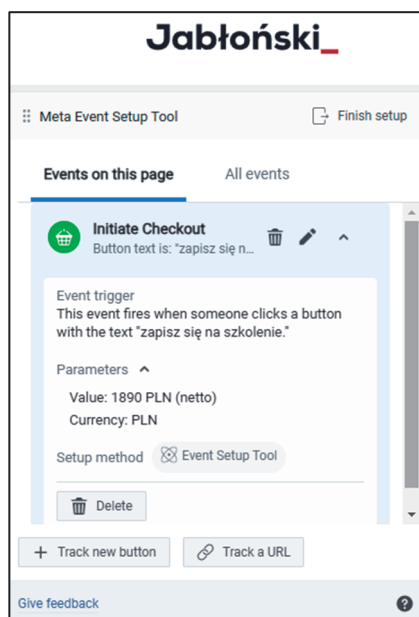 Jabłoński_
Meta Event Setup Tool
Finish setup
Events on this page
All events
Initiate Checkout
Button text is: "zapisz się n...
Event trigger
This event fires when someone clicks a button
with the text "zapisz się na szkolenie."
Parameters
Value: 1890 PLN (netto)
Currency: PLN
Setup method
Event Setup Tool
Delete
+ Track new button
Track a URL
Give feedback
?